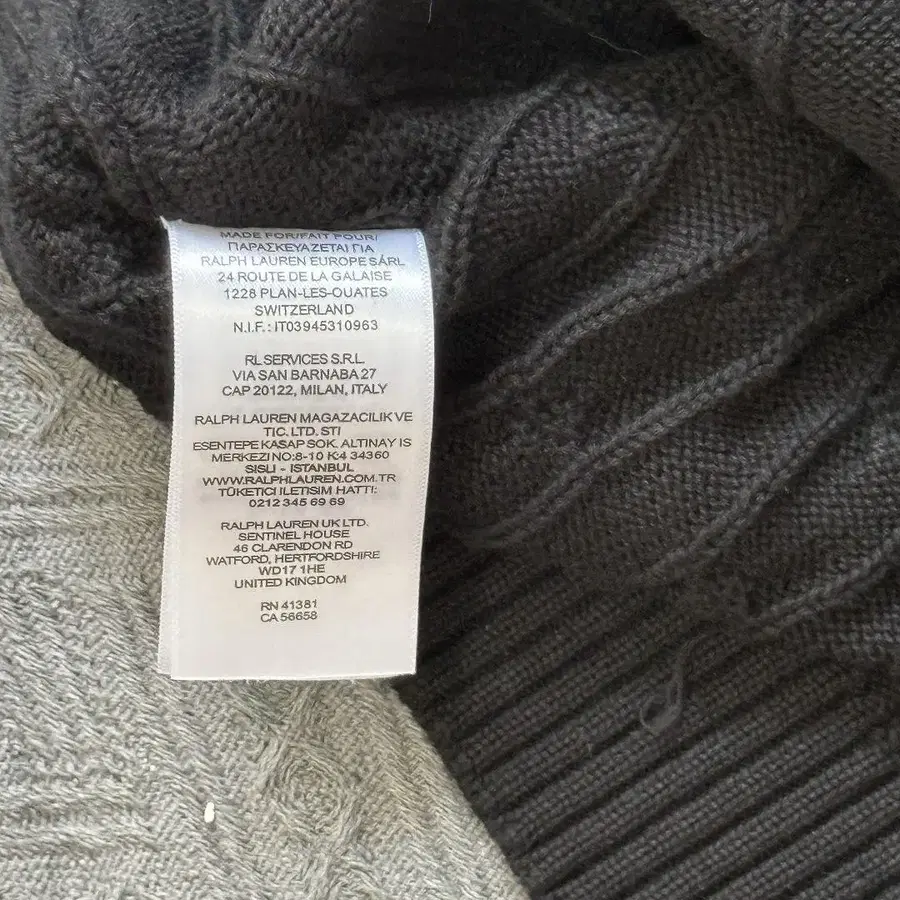 MADE FOR/FAIT POUR/
ΠΑΡΑΣΚΕΥΑΖΕΤΑΙ ΓΙΑ
RALPH LAUREN EUROPE SÁRL
24 ROUTE DE LA GALAISE
1228 PLAN-LES-OUATES
SWITZERLAND
N.I.F.: IT03945310963
RL SERVICES S.R.L.
VIA SAN BARNABA 27
CAP 20122, MILAN, ITALY
RALPH LAUREN MAGAZACILIK VE
TIC. LTD. STI
ESENTEPE KASAP SOK. ALTINAY IS
MERKEZI NO:8-10 K:4 34360
SISLI - ISTANBUL
WWW.RALPHLAUREN.COM.TR
TÜKETICI ILETISIM HATTI:
0212 345 69 69
RALPH LAUREN UK LTD.
SENTINEL HOUSE
46 CLARENDON RD
WATFORD, HERTFORDSHIRE
WD17 1HE
UNITED KINGDOM
RN 41381
CA 56658